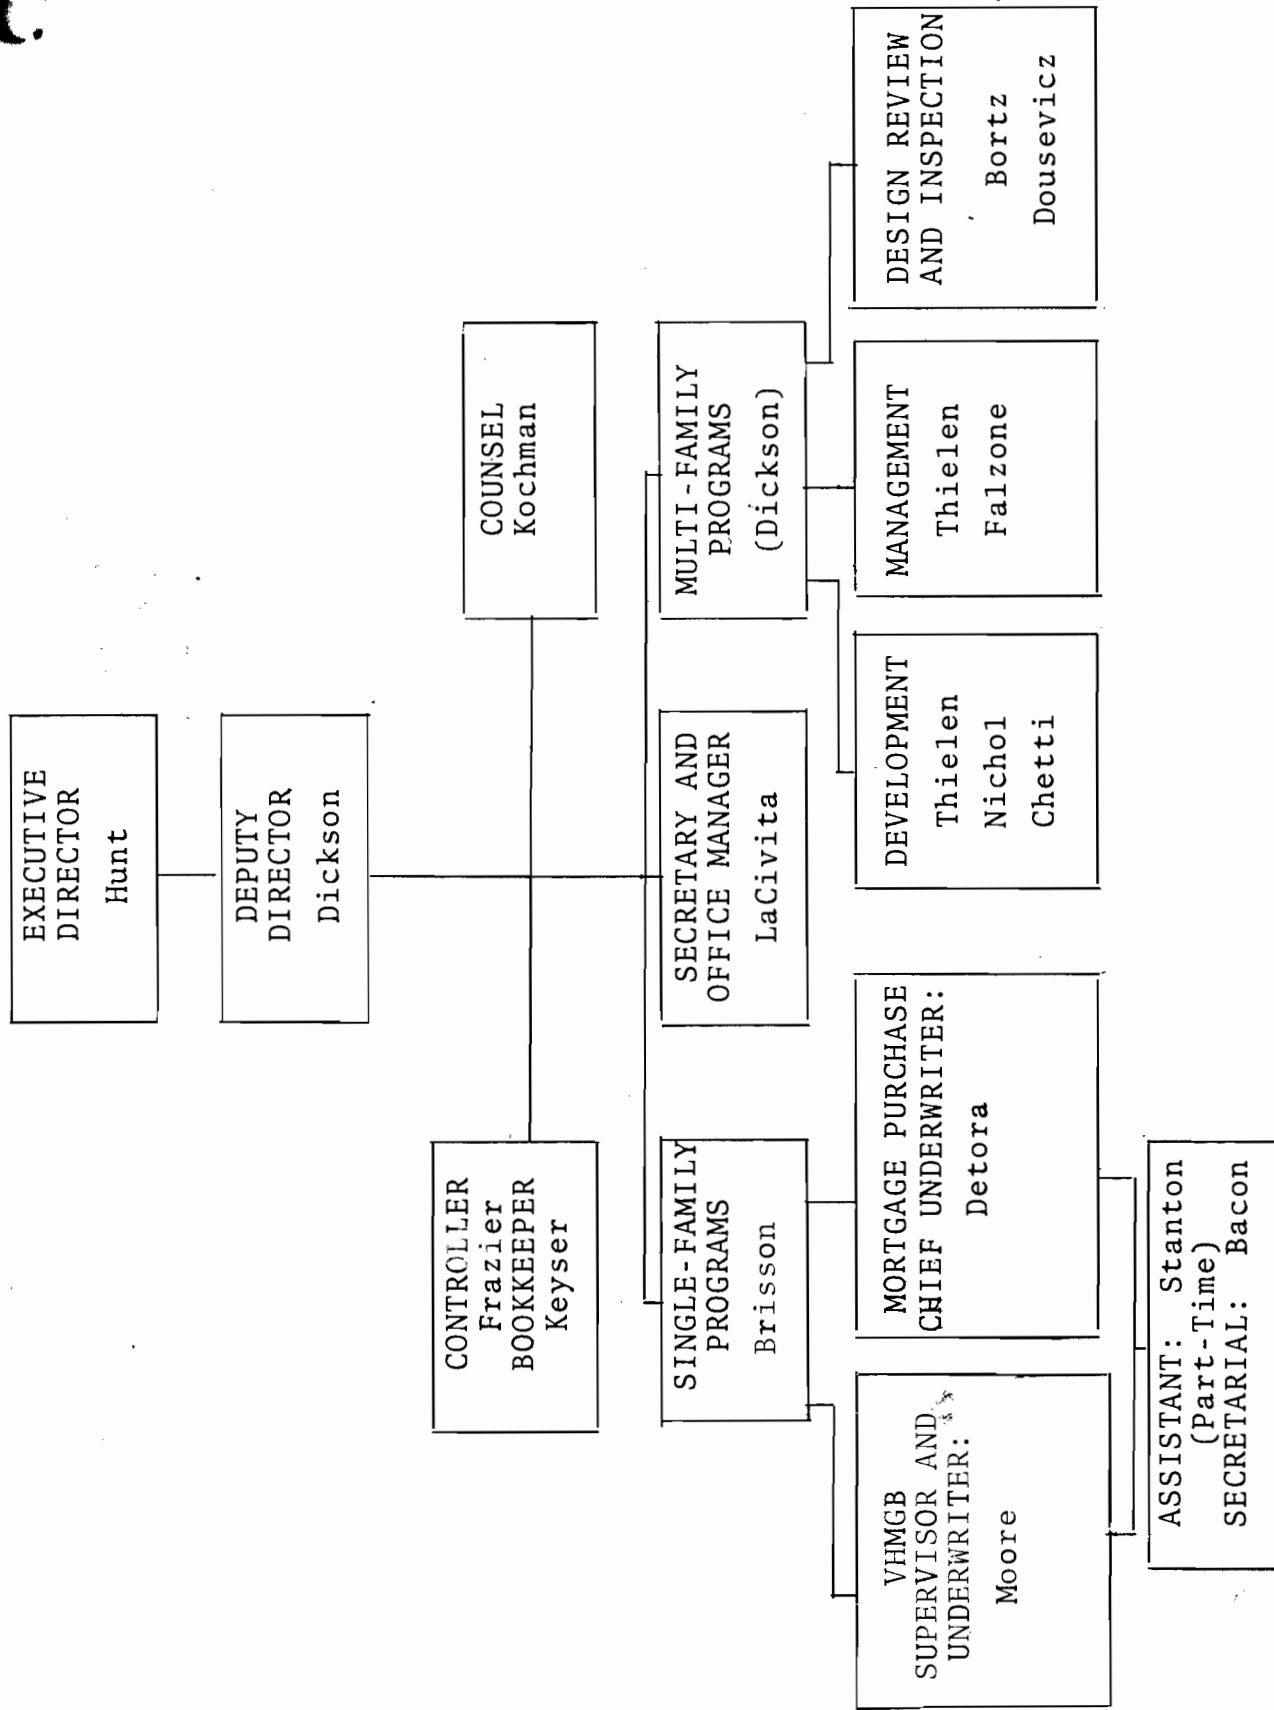 EXECUTIVE
DIRECTOR
Hunt
DEPUTY
DIRECTOR
Dickson
CONTROLLER
Frazier
BOOKKEEPER
Keyser
COUNSEL
Kochman
SINGLE-FAMILY
PROGRAMS
Brisson
SECRETARY AND
OFFICE MANAGER
LaCivita
MULTI-FAMILY
PROGRAMS
(Dickson)
VHMGB
SUPERVISOR AND
UNDERWRITER:
Moore
MORTGAGE PURCHASE
CHIEF UNDERWRITER:
Detora
DEVELOPMENT
Thielen
Nichol
Chetti
MANAGEMENT
Thielen
Falzone
DESIGN REVIEW
AND INSPECTION
Bortz
Dousevicz
ASSISTANT: Stanton
(Part-Time)
SECRETARIAL: Bacon